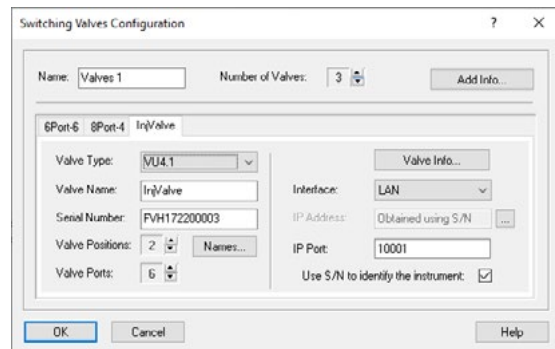 Switching Valves Configuration ? X
Name: Valves 1 Number of Valves: 3 Add Info...
6Port-6 8Port-4 InjValve
Valve Type: VU4.1 Valve Info...
Valve Name: InjValve Interface: LAN
Serial Number: FVH172200003 IP Address: Obtained using S/N ...
Valve Positions: 2 Names... IP Port: 10001
Valve Ports: 6 Use S/N to identify the instrument:
OK Cancel Help